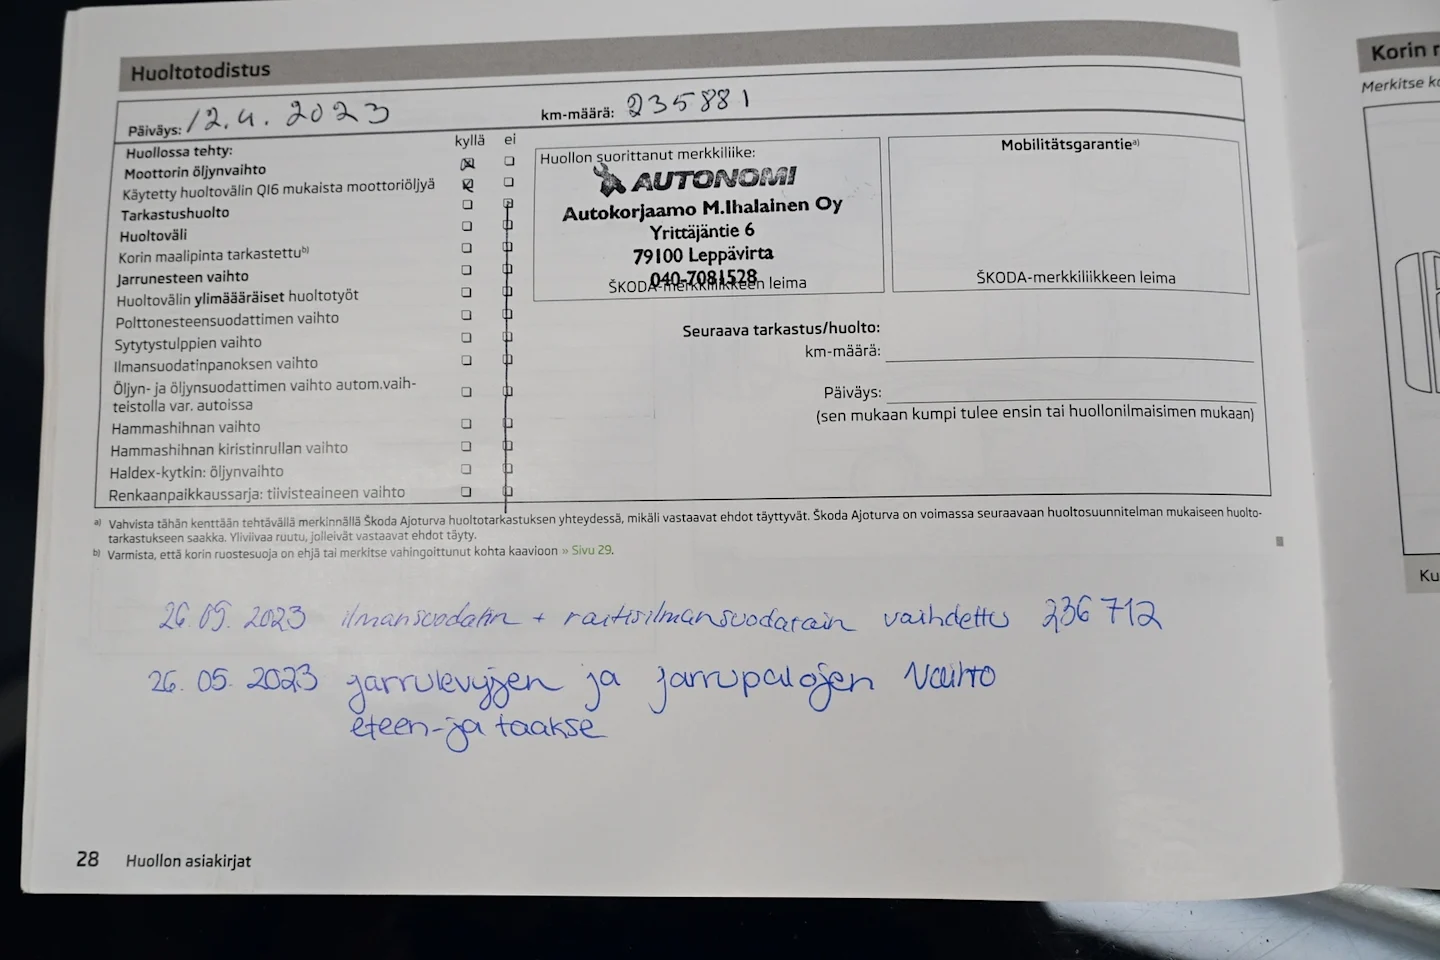 Huoltotodistus
Päiväys: 12.4.2023
km-määrä: 235881
Huollossa tehty:
kyllä ei
Moottorin öljynvaihto
Käytetty huoltovälin QI6 mukaista moottoriöljyä
Tarkastushuolto
Huoltoväli
Korin maalipinta tarkastettu b)
Jarrunesteen vaihto
Huoltovälin ylimääräiset huoltotyöt
Polttonesteensuodattimen vaihto
Sytytystulppien vaihto
Ilmansuodatinpanoksen vaihto
Öljyn- ja öljynsuodattimen vaihto autom.vaih-
teistolla var. autoissa
Hammashihnan vaihto
Hammashihnan kiristinrullan vaihto
Haldex-kytkin: öljynvaihto
Renkaanpaikkaussarja: tiivisteaineen vaihto
Huollon suorittanut merkkiliike:
AUTONOMI
Autokorjaamo M.Ihalainen Oy
Yrittäjäntie 6
79100 Leppävirta
040-7081528
ŠKODA-merkkiliikkeen leima
Mobilitätsgarantie a)
ŠKODA-merkkiliikkeen leima
Seuraava tarkastus/huolto:
km-määrä:
Päiväys:
(sen mukaan kumpi tulee ensin tai huollonilmaisimen mukaan)
a) Vahvista tähän kenttään tehtävällä merkinnällä Škoda Ajoturva huoltotarkastuksen yhteydessä, mikäli vastaavat ehdot täyttyvät. Škoda Ajoturva on voimassa seuraavaan huoltosuunnitelman mukaiseen huolto-
tarkastukseen saakka. Yliviivaa ruutu, jolleivät vastaavat ehdot täyty.
b) Varmista, että korin ruostesuoja on ehjä tai merkitse vahingoittunut kohta kaavioon » Sivu 29.
26.05.2023 ilmansuodatin + raitisilmansuodatain vaihdettu 236 712
26.05.2023 jarrulevyjen ja jarrupalojen vaihto
eteen-ja taakse
28 Huollon asiakirjat
Korin r
Merkitse ko
Ku